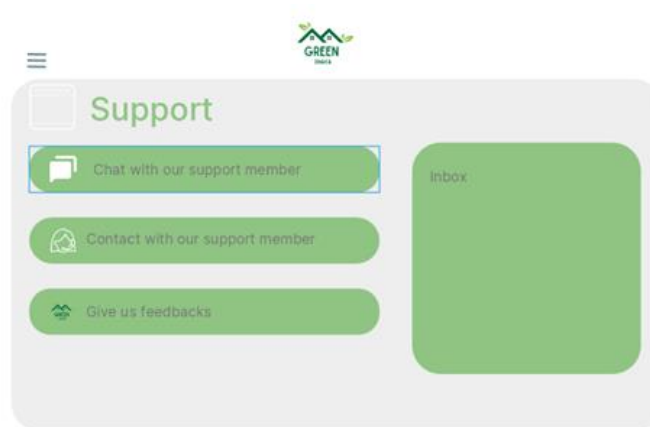 GREEN
Support
Chat with our support member
Contact with our support member
Give us feedbacks
Inbox